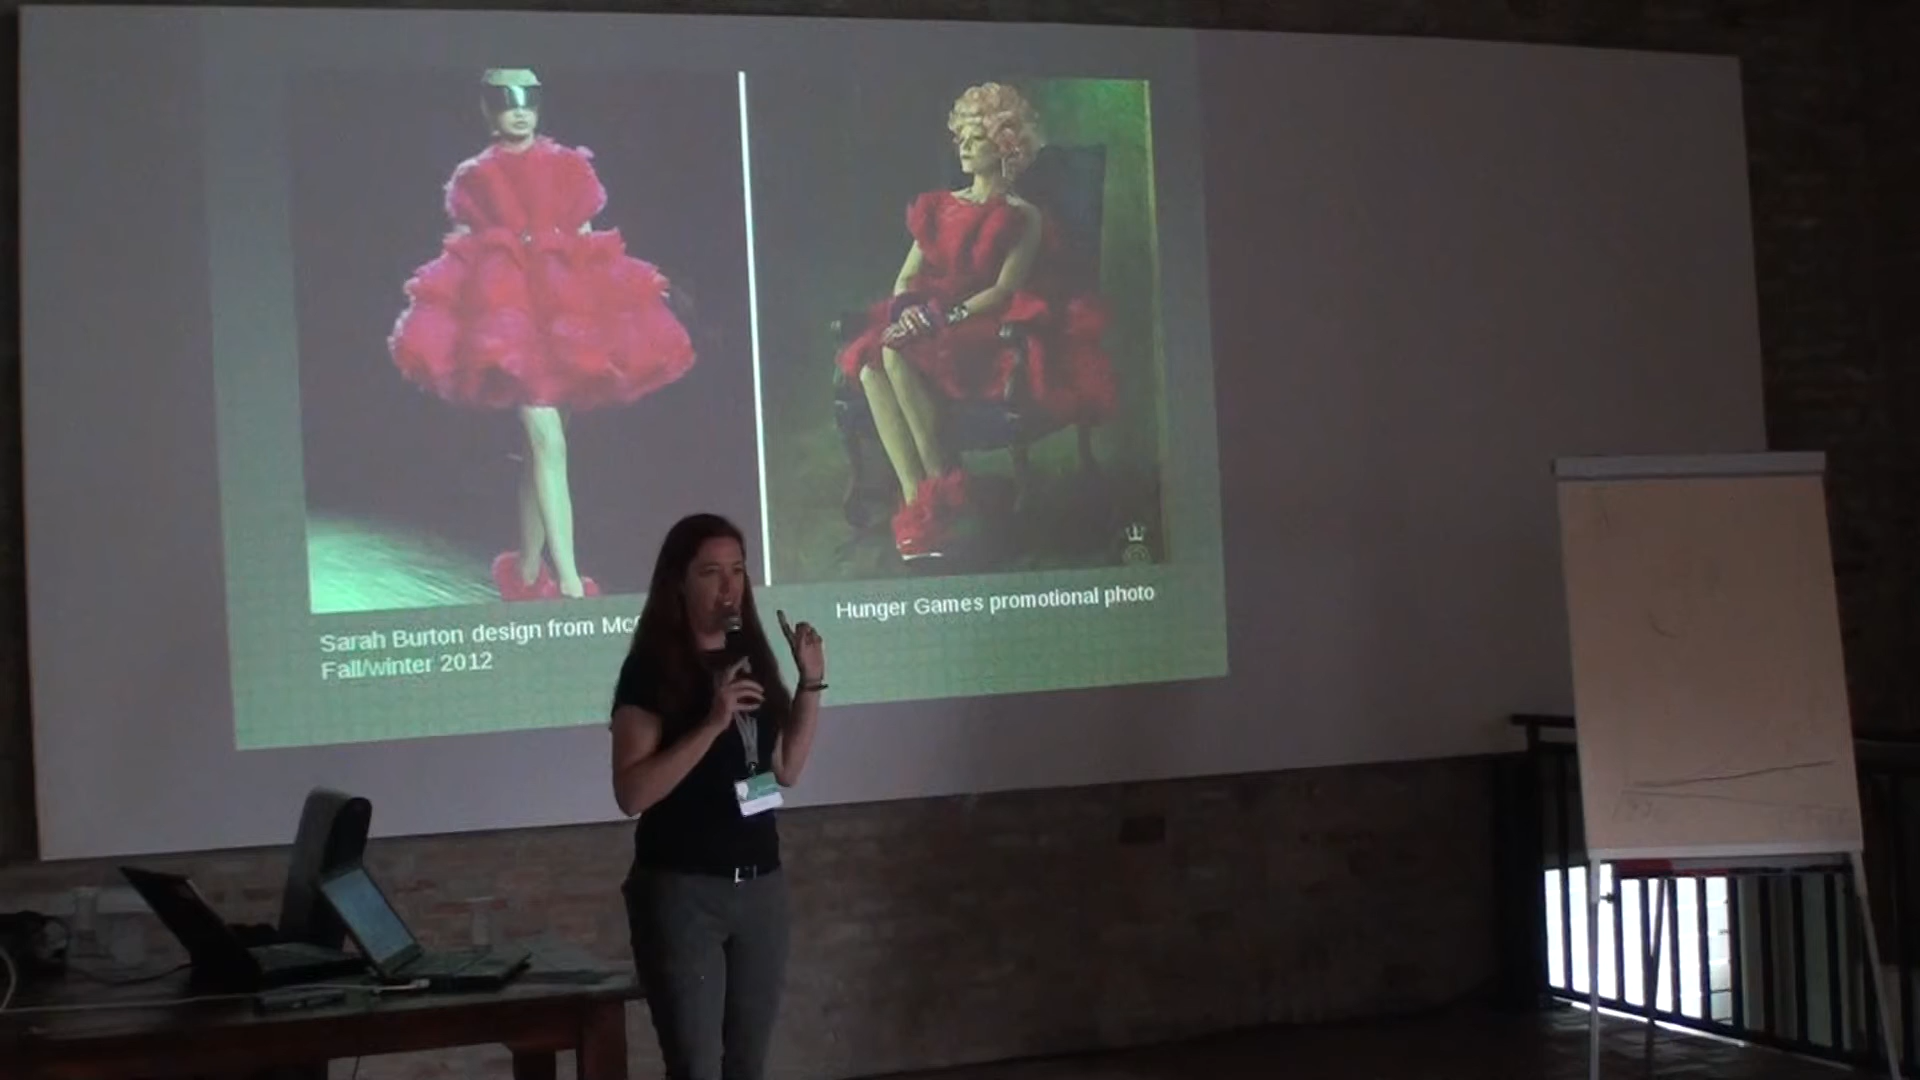 Sarah Burton design from Mc
Fall/winter 2012
Hunger Games promotional photo